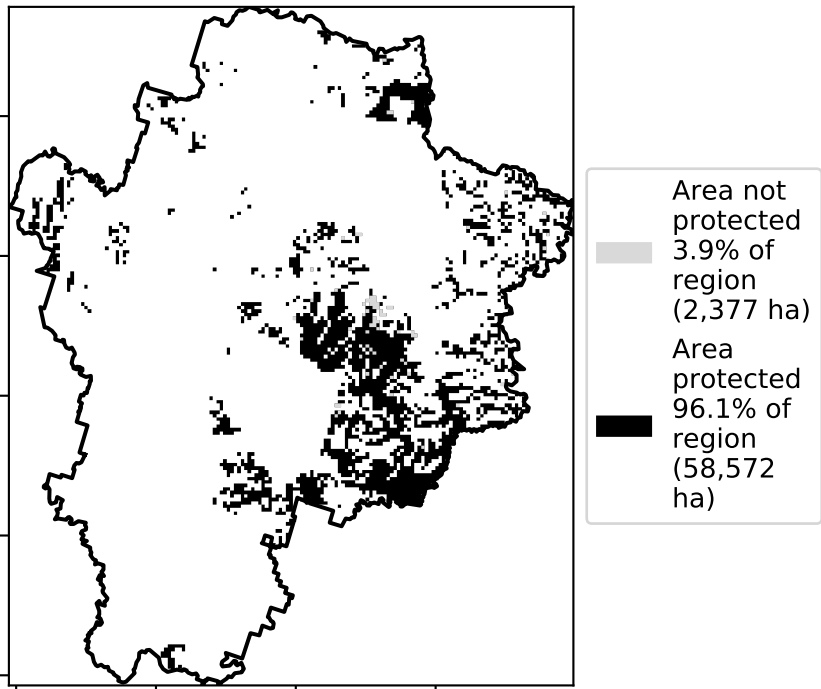 Area not
protected
3.9% of
region
(2,377 ha)
Area
protected
96.1% of
region
(58,572
ha)